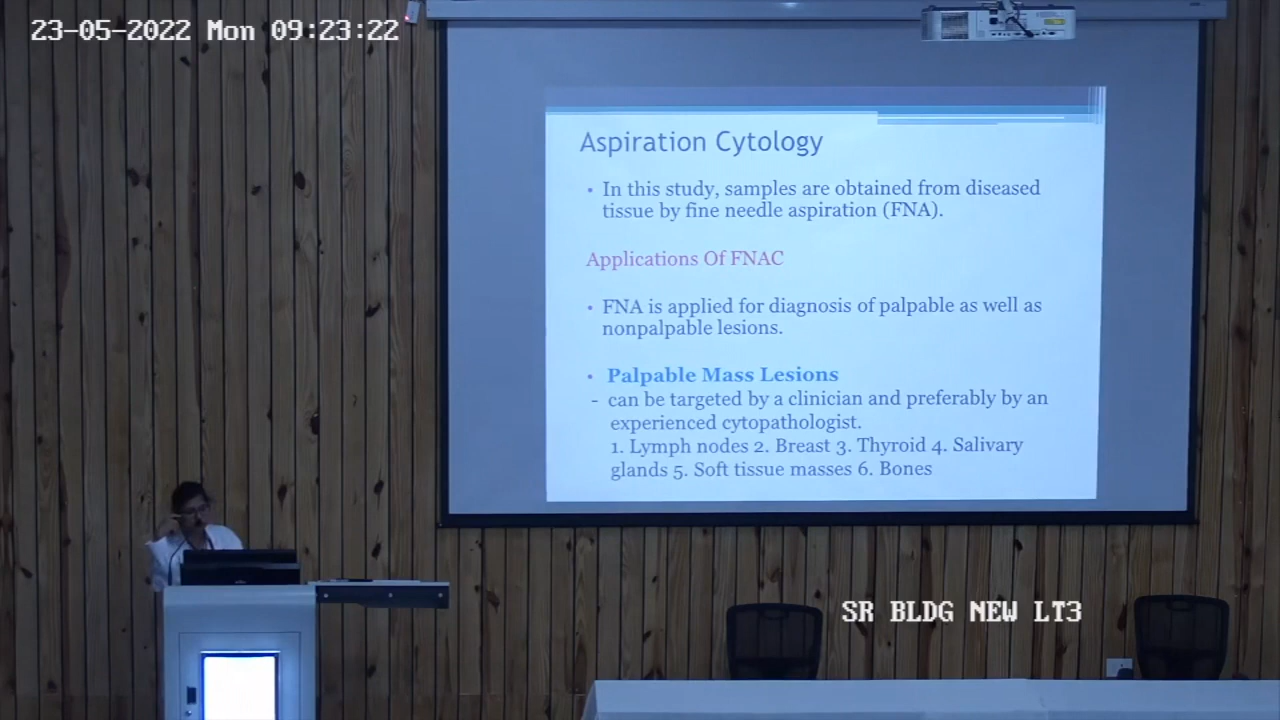 23-05-2022 Mon 09:23:22
Aspiration Cytology
• In this study, samples are obtained from diseased
tissue by fine needle aspiration (FNA).
Applications Of FNAC
• FNA is applied for diagnosis of palpable as well as
nonpalpable lesions.
• Palpable Mass Lesions
- can be targeted by a clinician and preferably by an
experienced cytopathologist.
1. Lymph nodes 2. Breast 3. Thyroid 4. Salivary
glands 5. Soft tissue masses 6. Bones
SR BLDG NEW LT3